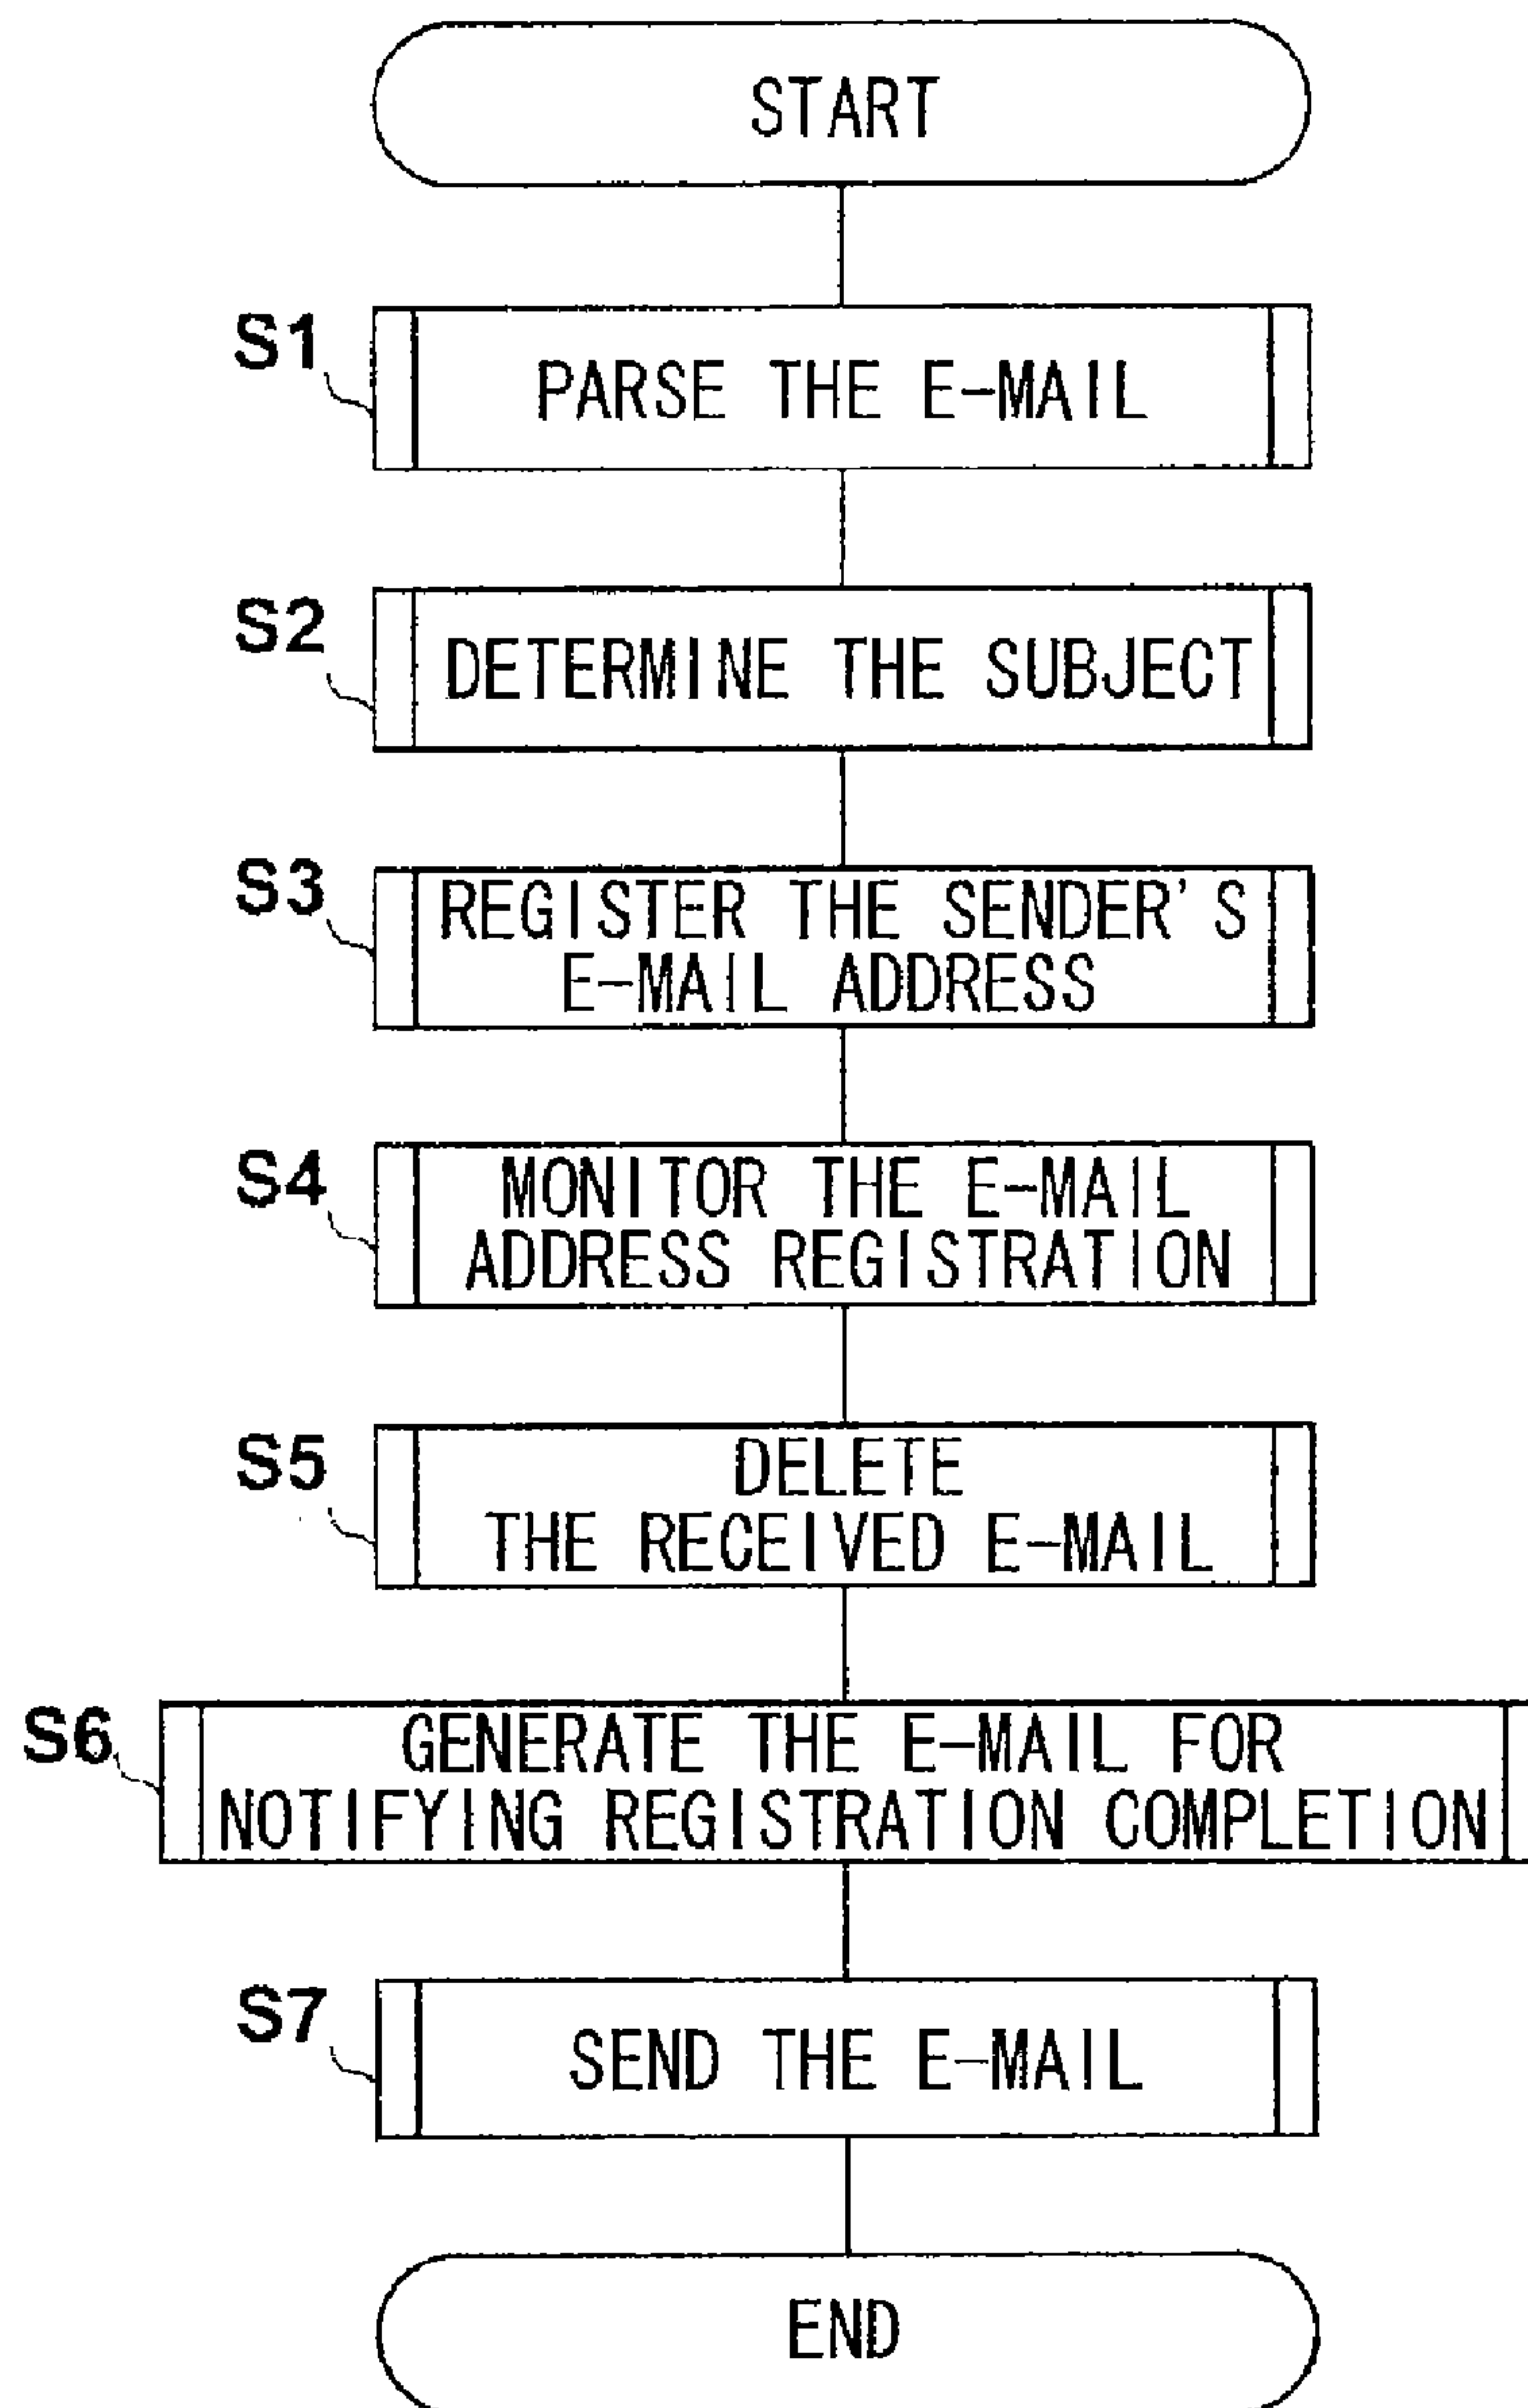 START
S1
PARSE THE E-MAIL
S2
DETERMINE THE SUBJECT
S3
REGISTER THE SENDER'S
E-MAIL ADDRESS
S4
MONITOR THE E-MAIL
ADDRESS REGISTRATION
S5
DELETE
THE RECEIVED E-MAIL
S6
GENERATE THE E-MAIL FOR
NOTIFYING REGISTRATION COMPLETION
S7
SEND THE E-MAIL
END